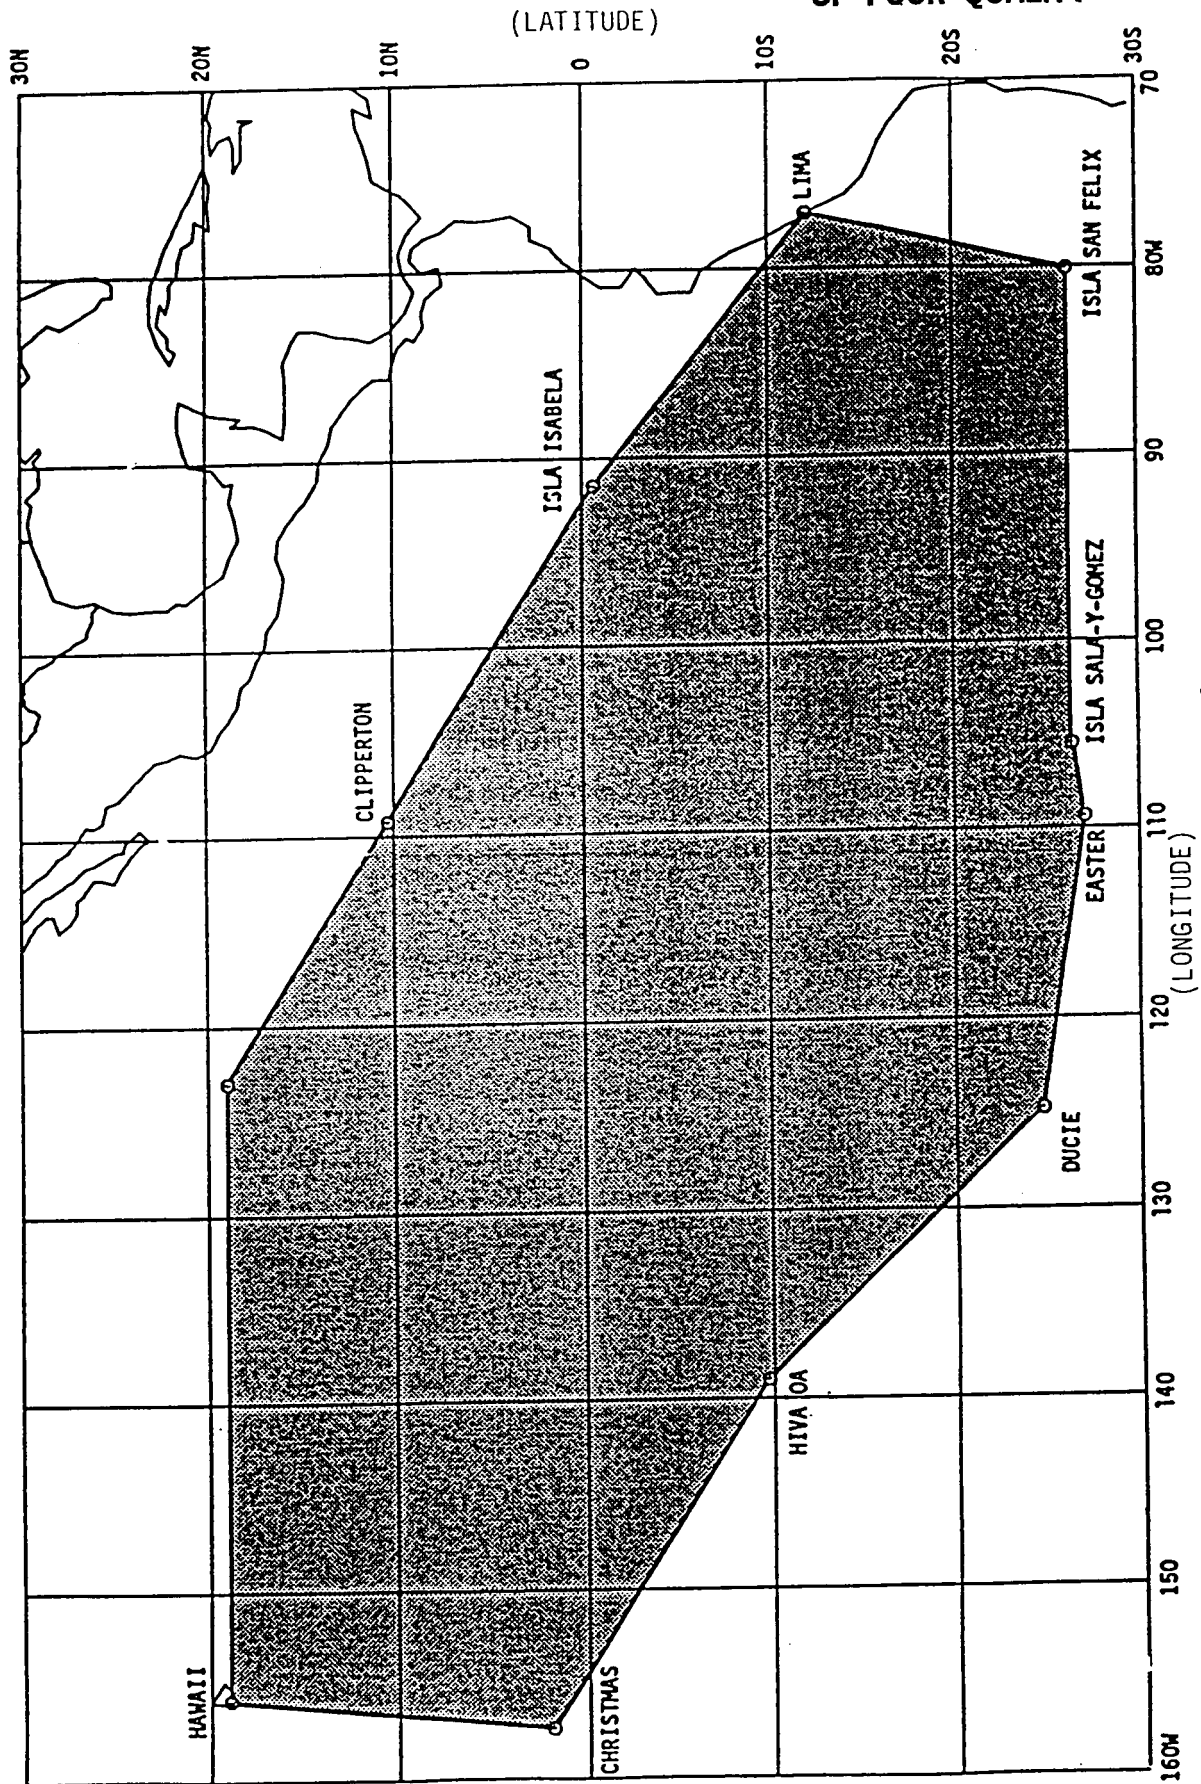 (LATITUDE)
30N
20N
10N
0
10S
20S
30S
HAWAII
CHRISTMAS
HIVA OA
DUCIE
EASTER
ISLA SALA-Y-GOMEZ
ISLA SAN FELIX
LIMA
ISLA ISABELA
CLIPPERTON
160W
150
140
130
120
110
100
90
80W
70
(LONGITUDE)